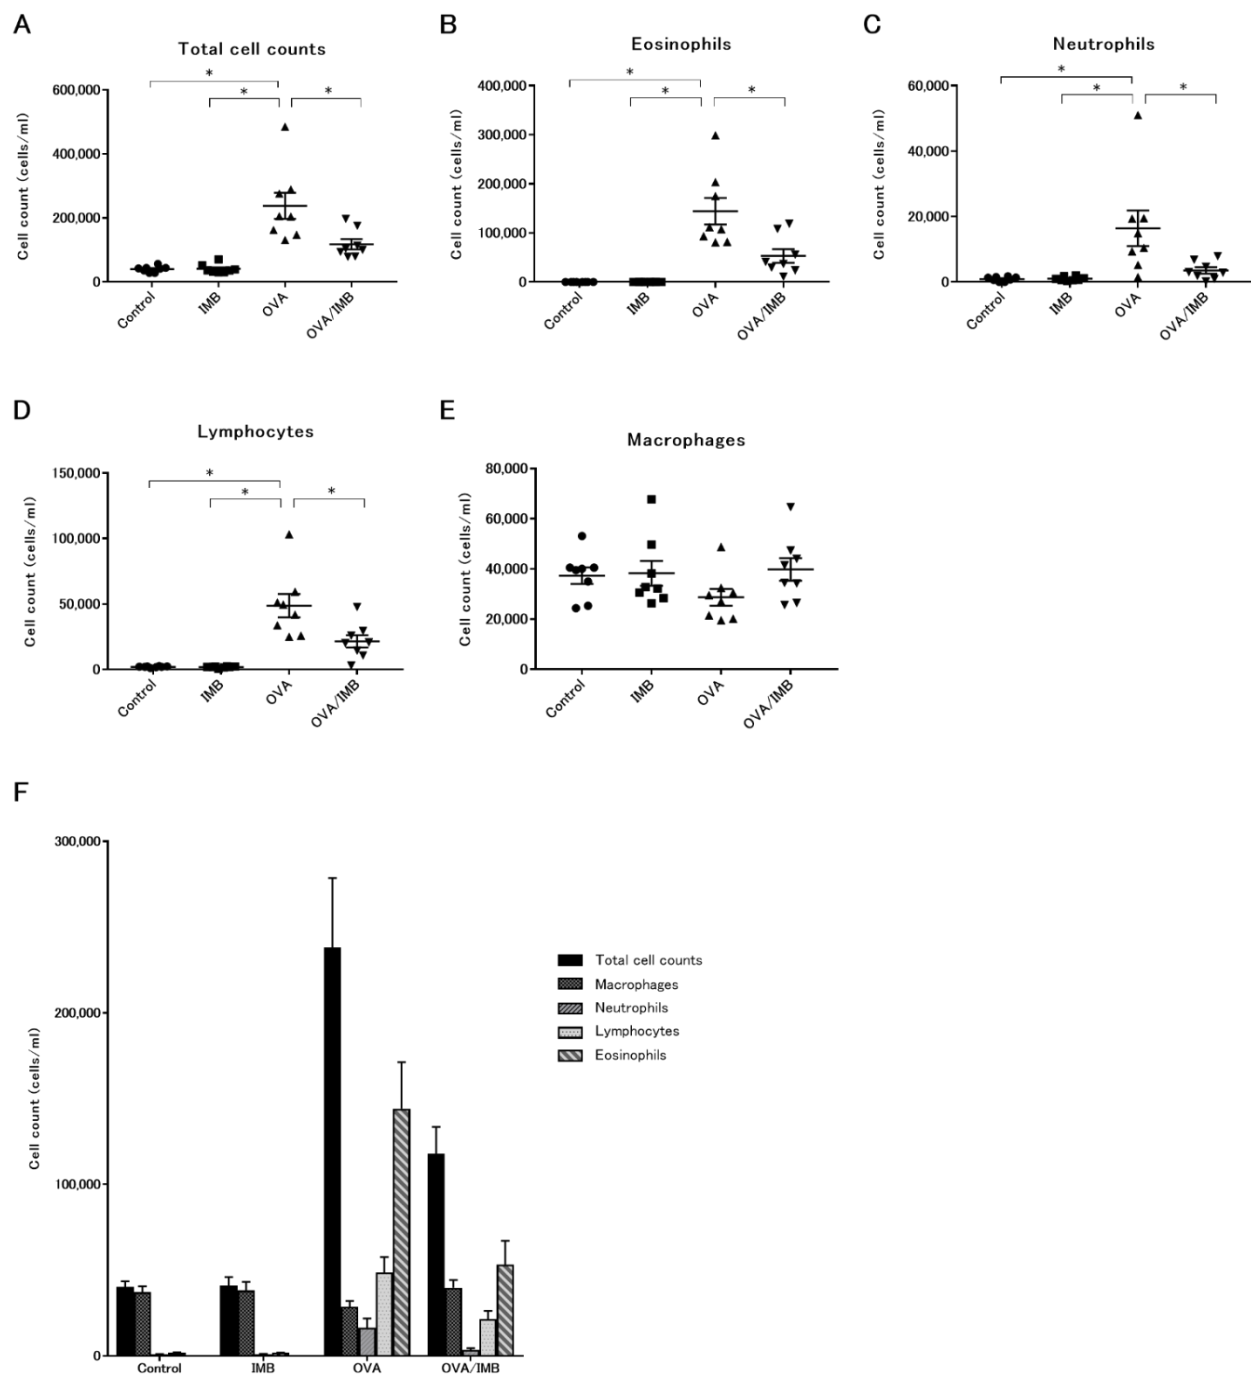 A
Total cell counts
Cell count (cells/ml)
600,000
400,000
200,000
0
* * *
Control IMB OVA OVA/IMB
B
Eosinophils
Cell count (cells/ml)
400,000
300,000
200,000
100,000
0
* * *
Control IMB OVA OVA/IMB
C
Neutrophils
Cell count (cells/ml)
60,000
40,000
20,000
0
* * *
Control IMB OVA OVA/IMB
D
Lymphocytes
Cell count (cells/ml)
150,000
100,000
50,000
0
* * *
Control IMB OVA OVA/IMB
E
Macrophages
Cell count (cells/ml)
80,000
60,000
40,000
20,000
0
Control IMB OVA OVA/IMB
F
Cell count (cells/ml)
300,000
200,000
100,000
0
Control IMB OVA OVA/IMB
Total cell counts
Macrophages
Neutrophils
Lymphocytes
Eosinophils